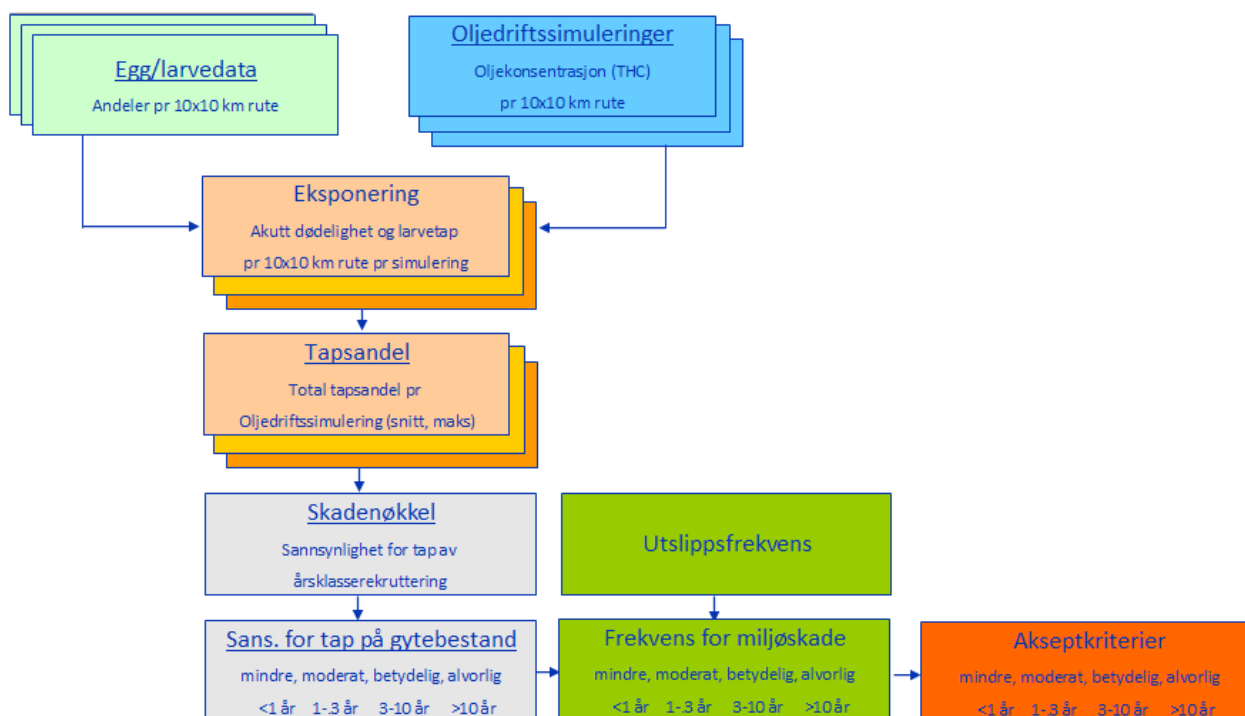 Egg/larvedata
Andeler pr 10x10 km rute
Oljedriftssimuleringer
Oljekonsentrasjon (THC)
pr 10x10 km rute
Eksponering
Akutt dødelighet og larvetap
pr 10x10 km rute pr simulering
Tapsandel
Total tapsandel pr
Oljedriftssimulering (snitt, maks)
Skadenøkkel
Sannsynlighet for tap av
årsklasserekruttering
Utslippsfrekvens
Sans. for tap på gytebestand
mindre, moderat, betydelig, alvorlig
<1 år 1-.3 år 3-10 år >10 år
Frekvens for miljøskade
mindre, moderat, betydelig, alvorlig
<1 år 1-.3 år 3-10 år >10 år
Akseptkriterier
mindre, moderat, betydelig, alvorlig
<1 år 1-.3 år 3-10 år >10 år